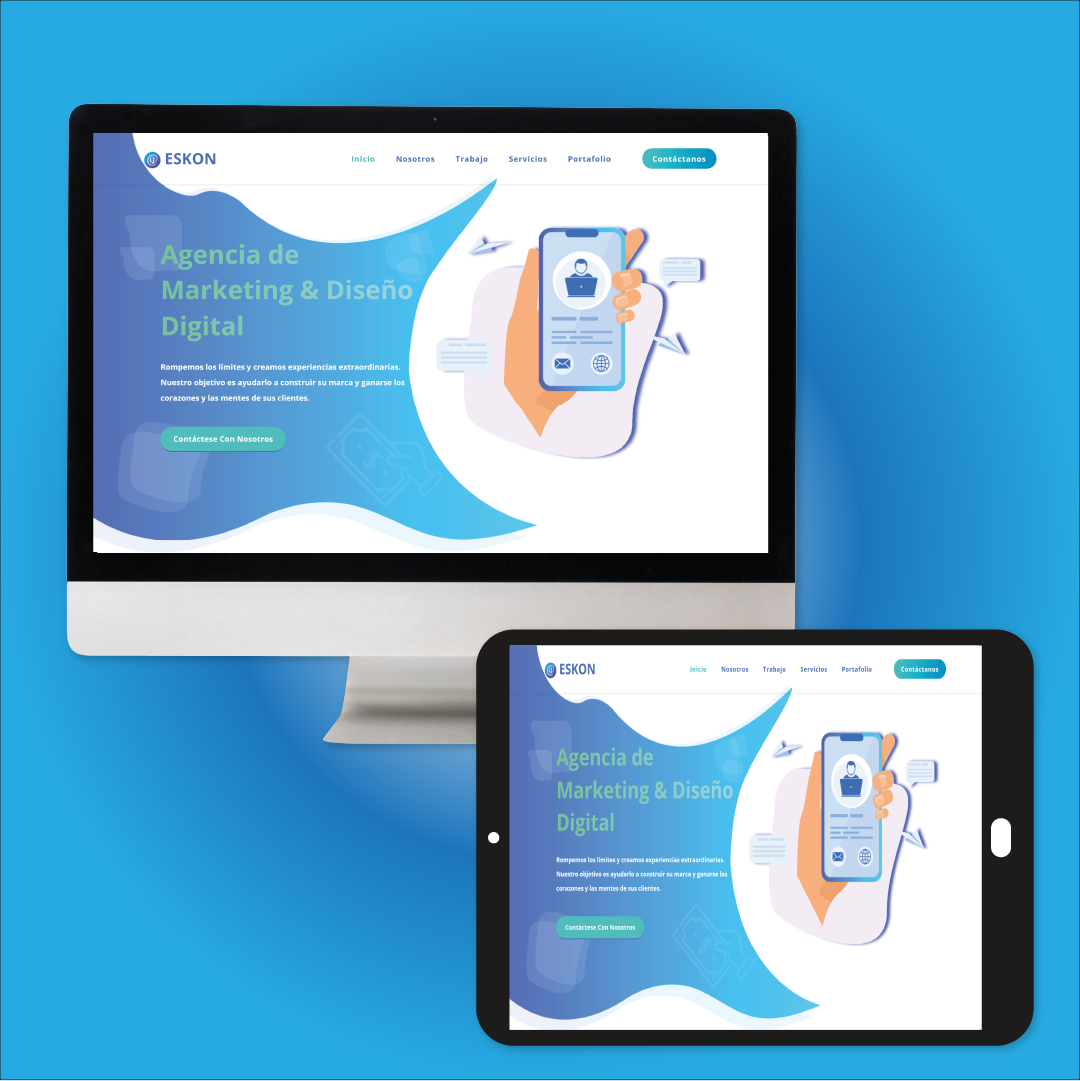 @ ESKON
Inicio Nosotros Trabajo Servicios Portafolio Contáctanos
Agencia de
Marketing & Diseño
Digital
Rompemos los límites y creamos experiencias extraordinarias.
Nuestro objetivo es ayudarlo a construir su marca y ganarse los
corazones y las mentes de sus clientes.
Contáctese Con Nosotros
@ ESKON
Inicio Nosotros Trabajo Servicios Portafolio Contáctanos
Agencia de
Marketing & Diseño
Digital
Rompemos los límites y creamos experiencias extraordinarias.
Nuestro objetivo es ayudarlo a construir su marca y ganarse los
corazones y las mentes de sus clientes.
Contáctese Con Nosotros